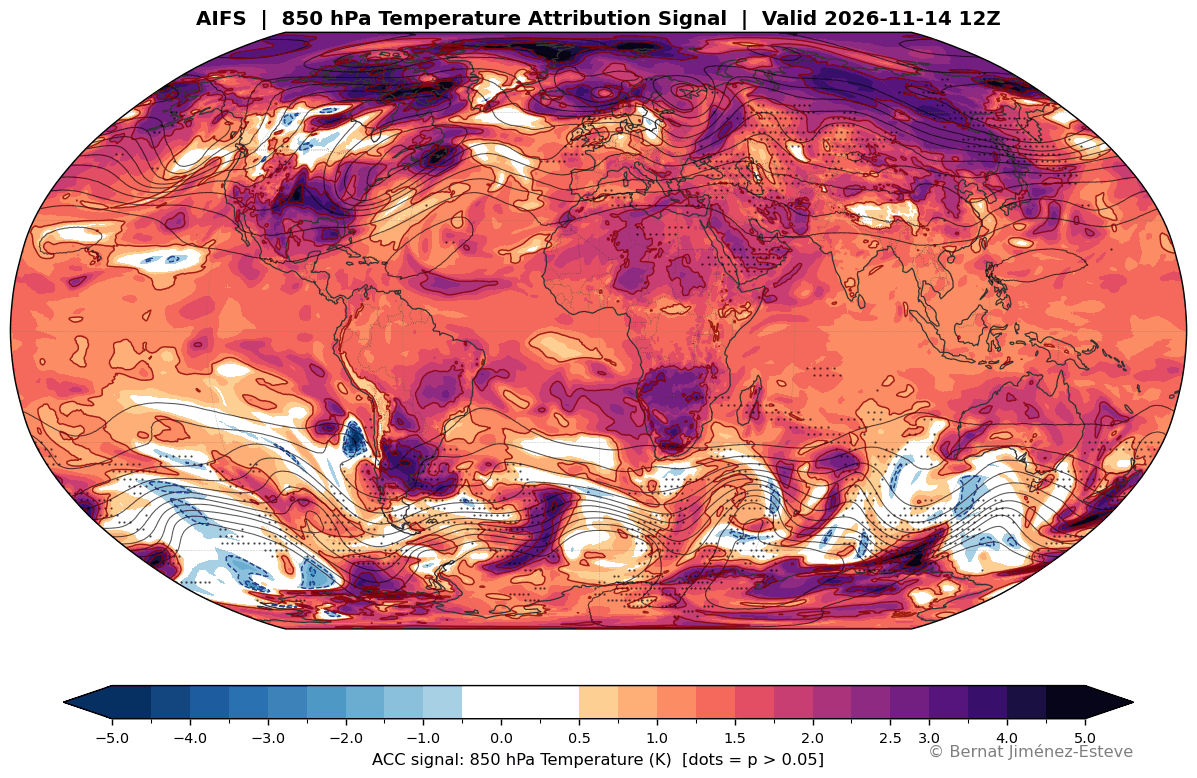 AIFS | 850 hPa Temperature Attribution Signal | Valid 2026-11-14 12Z
−5.0 −4.0 −3.0 −2.0 −1.0 0.0 0.5 1.0 1.5 2.0 2.5 3.0 4.0 5.0
© Bernat Jiménez-Esteve
ACC signal: 850 hPa Temperature (K) [dots = p > 0.05]